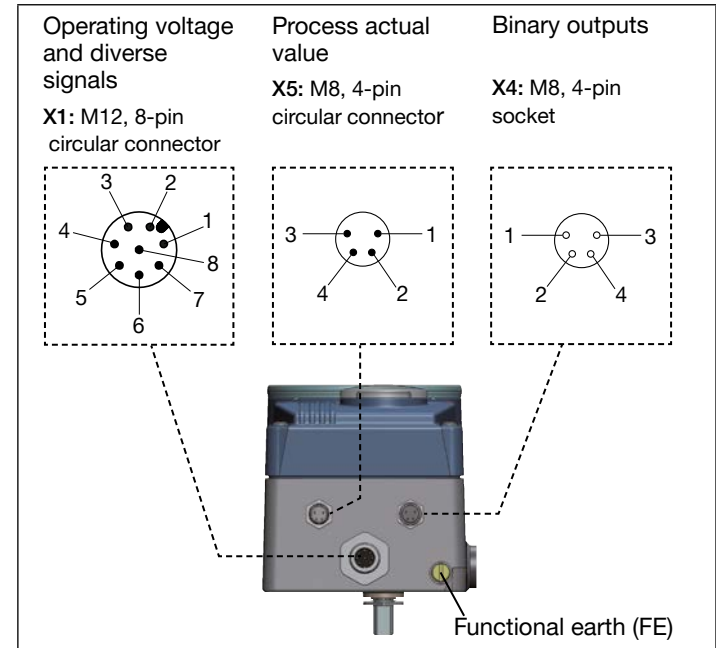 Operating voltage
and diverse
signals
X1: M12, 8-pin
circular connector
Process actual
value
X5: M8, 4-pin
circular connector
Binary outputs
X4: M8, 4-pin
socket
3
2
1
4
8
5
7
6
3
1
4
2
1
3
2
4
Functional earth (FE)